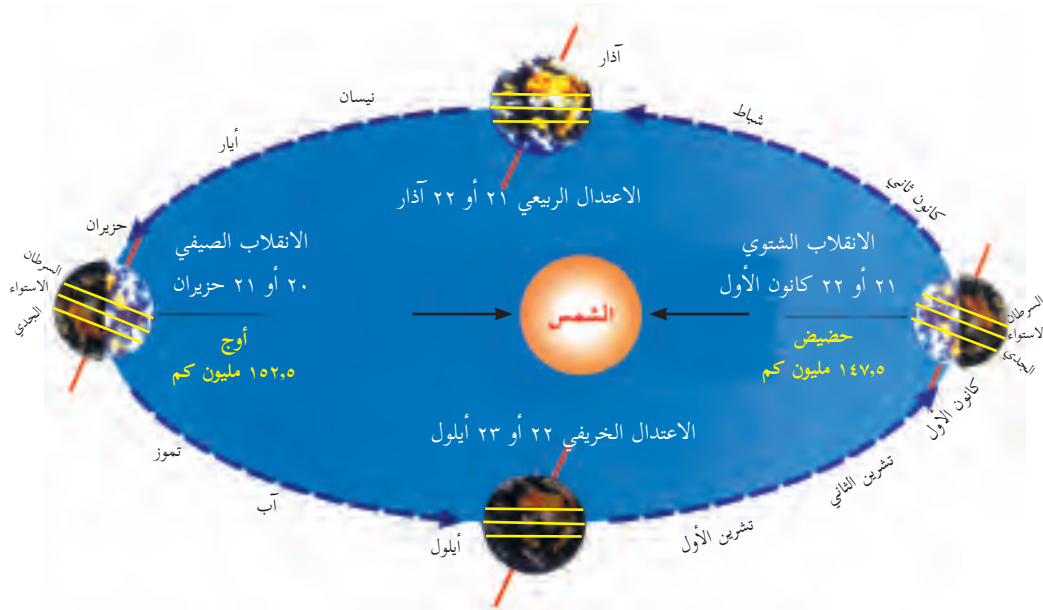 آذار
نيسان
شباط
أيار
كانون ثاني
الاعتدال الربيعي ٢١ أو ٢٢ آذار
حزيران
الانقلاب الشتوي
٢١ أو ٢٢ كانون الأول
الانقلاب الصيفي
٢٠ أو ٢١ حزيران
السرطان
الاستواء
الجدي
السرطان
لاستواء
الجدي
الشمس
حضيض
١٤٧,٥ مليون كم
أوج
١٥٢,٥ مليون كم
كانون الأول
الاعتدال الخريفي ٢٢ أو ٢٣ أيلول
تشرين الثاني
تموز
آب
تشرين الأول
أيلول